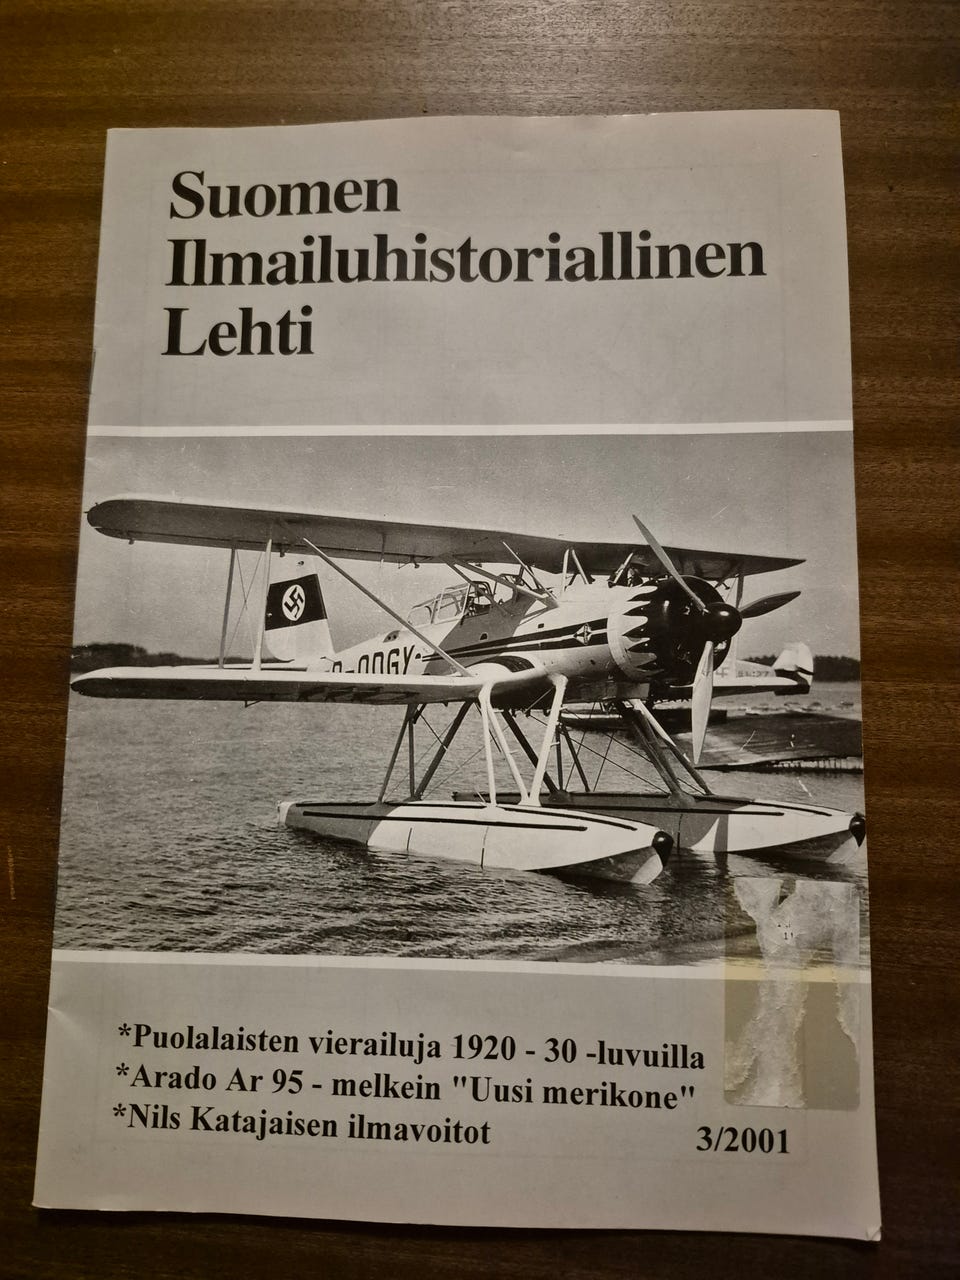 Suomen
Ilmailuhistoriallinen
Lehti
D-OQGY
*Puolalaisten vierailuja 1920 - 30 -luvuilla
*Arado Ar 95 - melkein "Uusi merikone"
*Nils Katajaisen ilmavoitot
3/2001